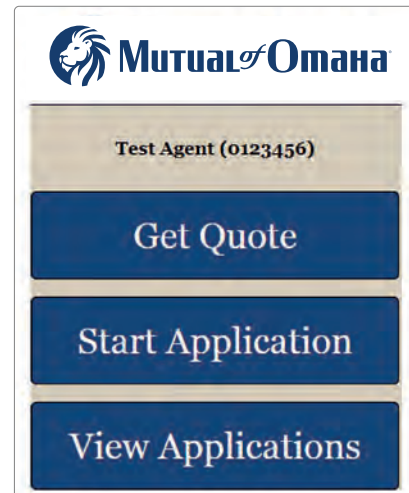 Mutual of Omaha
Test Agent (0123456)
Get Quote
Start Application
View Applications